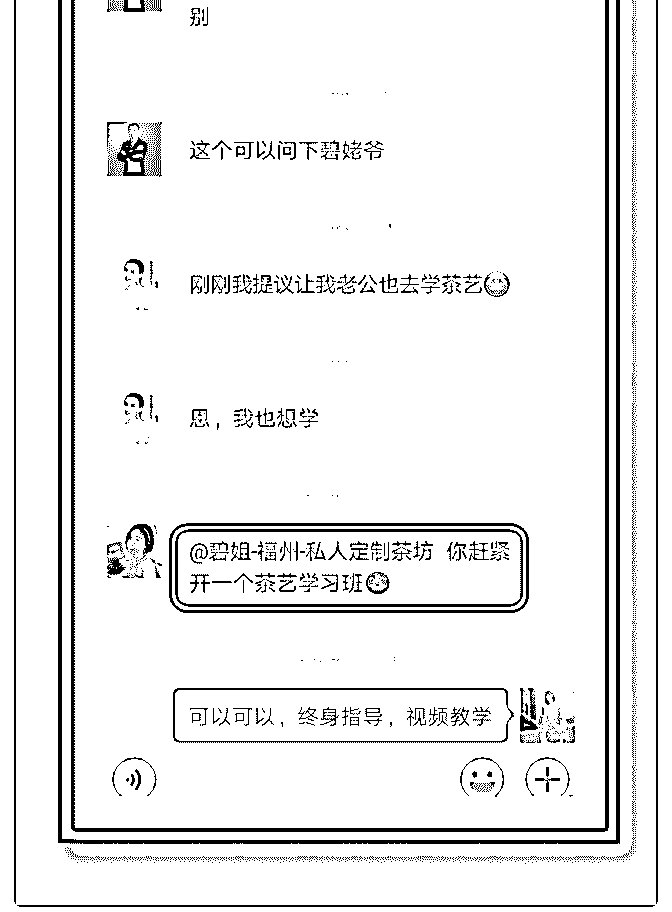 别
这个可以问下碧姥爷
刚刚我提议让我老公也去学茶艺
恩，我也想学
@碧姐-福州-私人定制茶坊 你赶紧
开一个茶艺学习班
可以可以，终身指导，视频教学